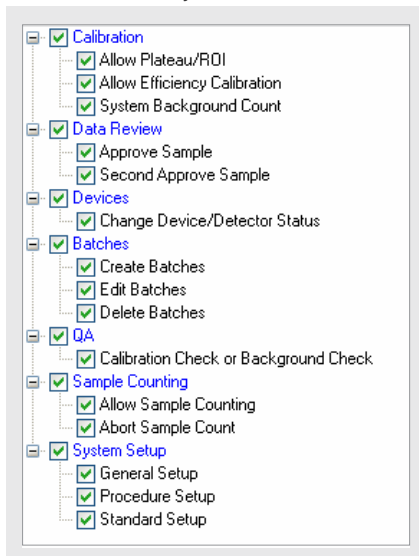 Calibration
Allow Plateau/ROI
Allow Efficiency Calibration
System Background Count
Data Review
Approve Sample
Second Approve Sample
Devices
Change Device/Detector Status
Batches
Create Batches
Edit Batches
Delete Batches
QA
Calibration Check or Background Check
Sample Counting
Allow Sample Counting
Abort Sample Count
System Setup
General Setup
Procedure Setup
Standard Setup